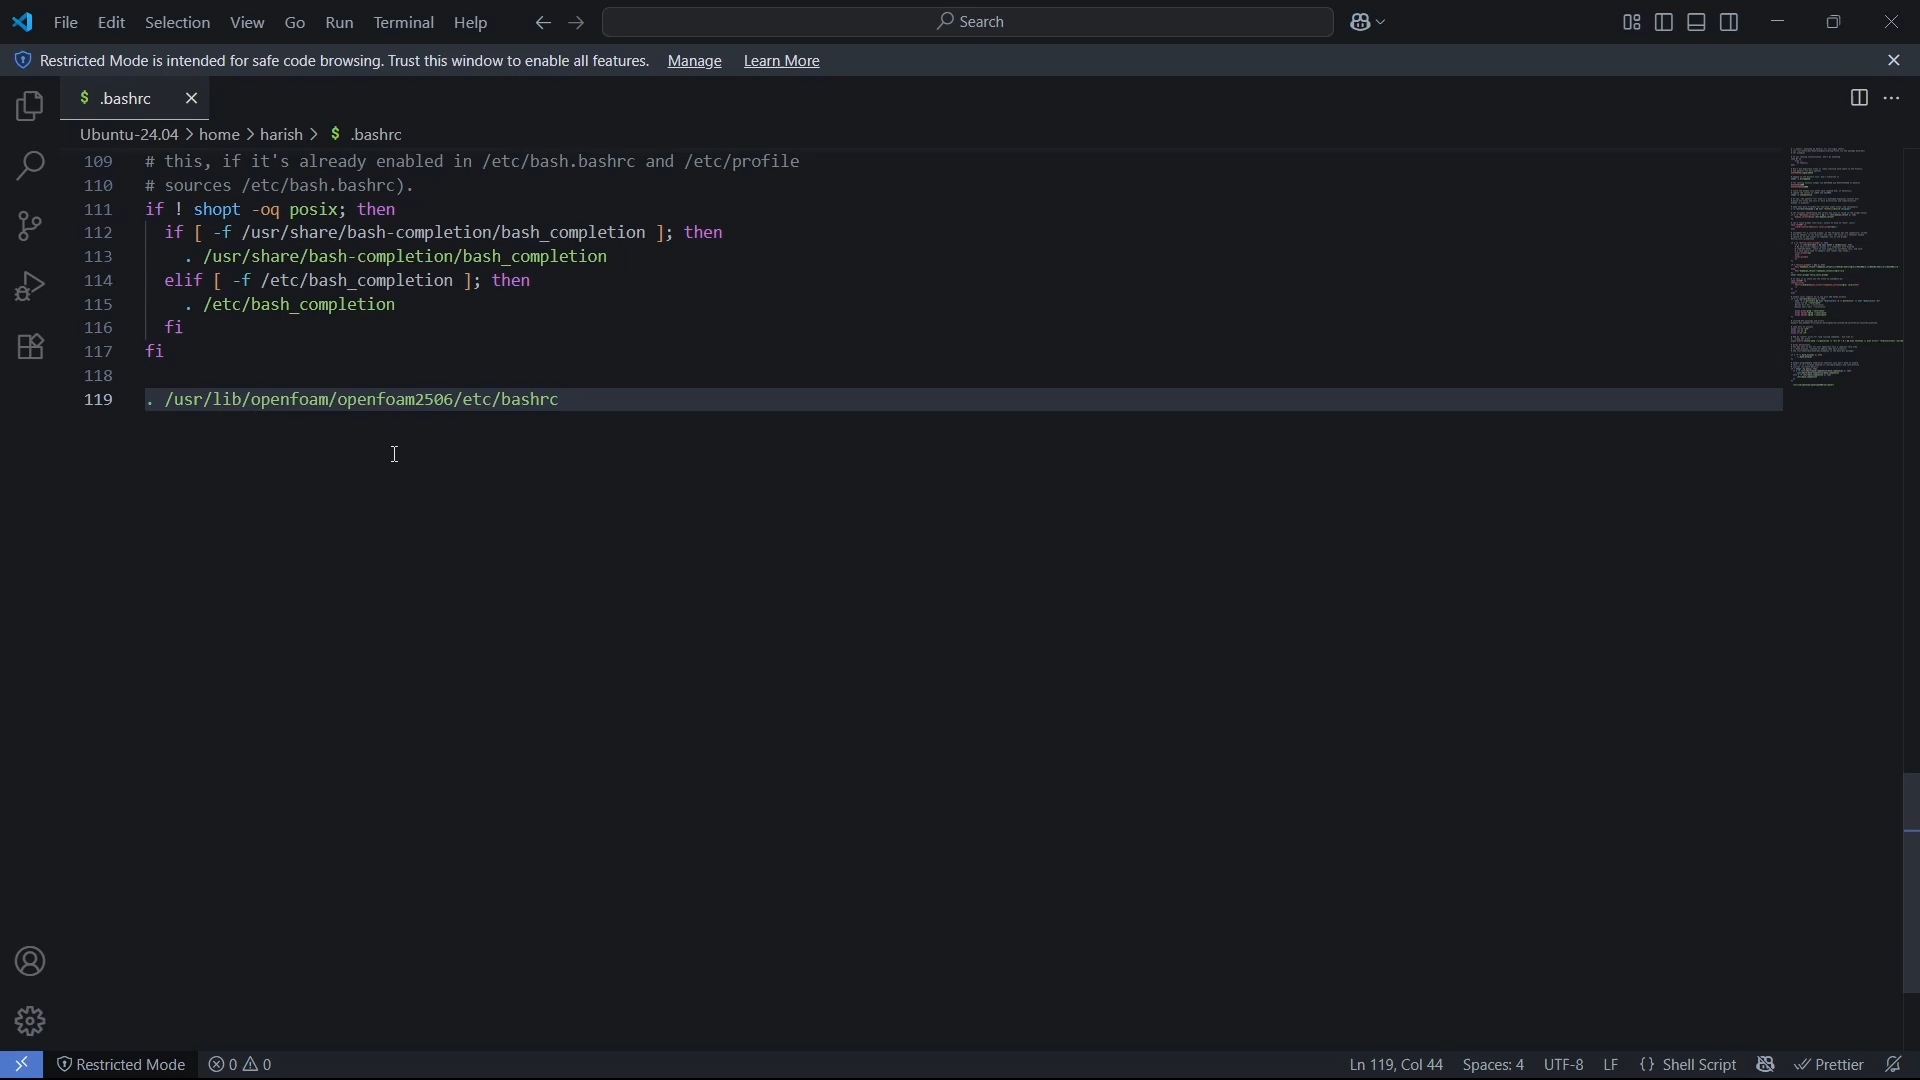 File Edit Selection View Go Run Terminal Help
Search
Restricted Mode is intended for safe code browsing. Trust this window to enable all features. Manage Learn More
$ .bashrc
Ubuntu-24.04 > home > harish > $ .bashrc
109 # this, if it's already enabled in /etc/bash.bashrc and /etc/profile
110 # sources /etc/bash.bashrc).
111 if ! shopt -oq posix; then
112 if [ -f /usr/share/bash-completion/bash_completion ]; then
113 . /usr/share/bash-completion/bash_completion
114 elif [ -f /etc/bash_completion ]; then
115 . /etc/bash_completion
116 fi
117 fi
118
119 . /usr/lib/openfoam/openfoam2506/etc/bashrc
Restricted Mode 0 0 Ln 119, Col 44 Spaces: 4 UTF-8 LF {} Shell Script Prettier